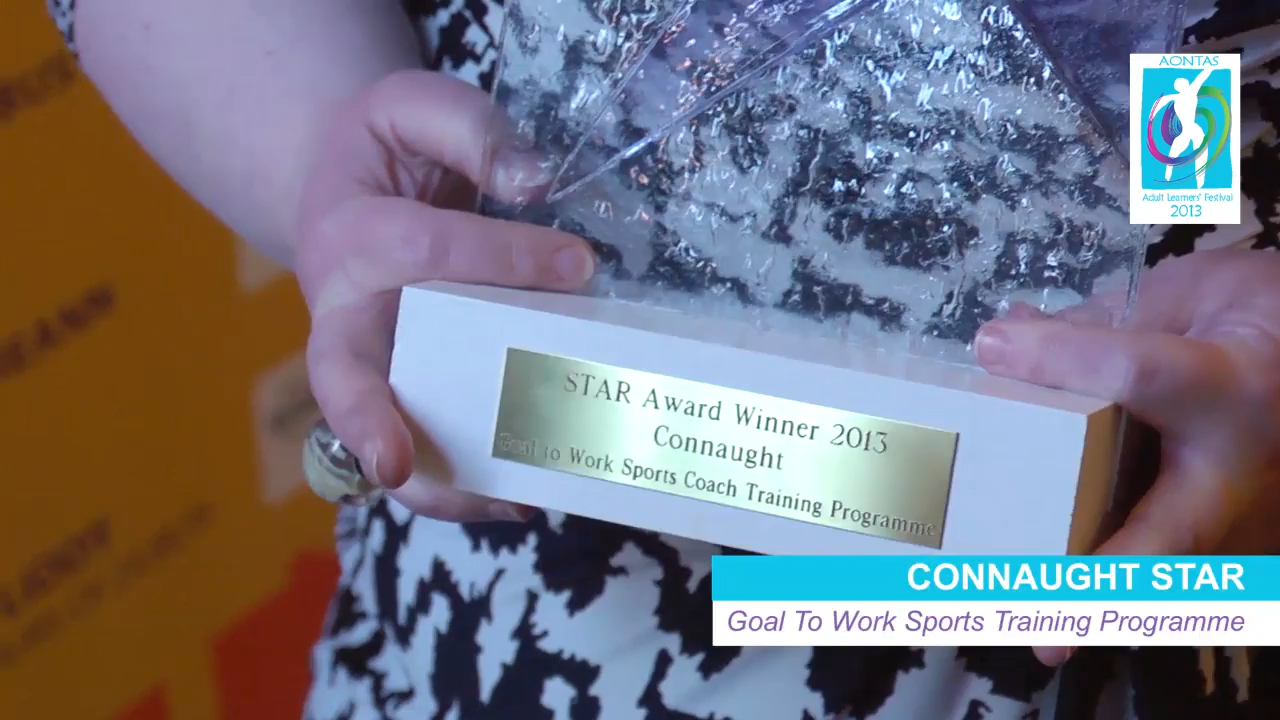 AONTAS
Adult Learners' Festival
2013
STAR Award Winner 2013
Connaught
Goal to Work Sports Coach Training Programme
CONNAUGHT STAR
Goal To Work Sports Training Programme